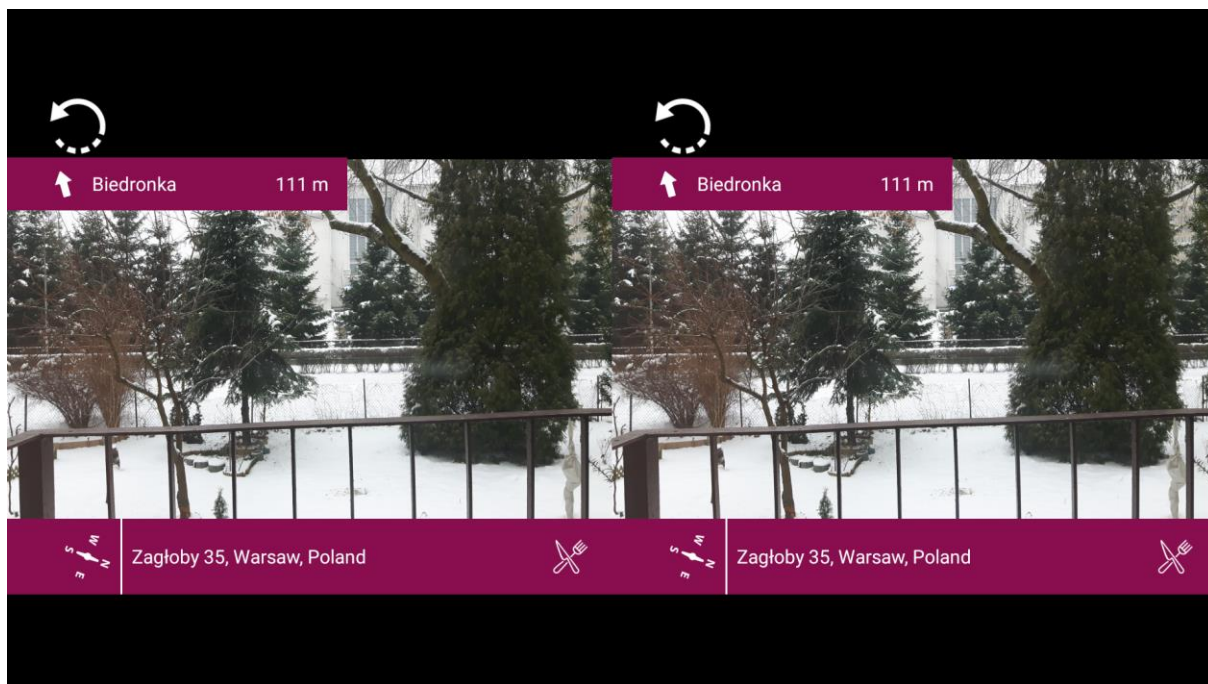 Biedronka 111 m
Biedronka 111 m
W
S N
E
Zagłoby 35, Warsaw, Poland
W
S N
E
Zagłoby 35, Warsaw, Poland